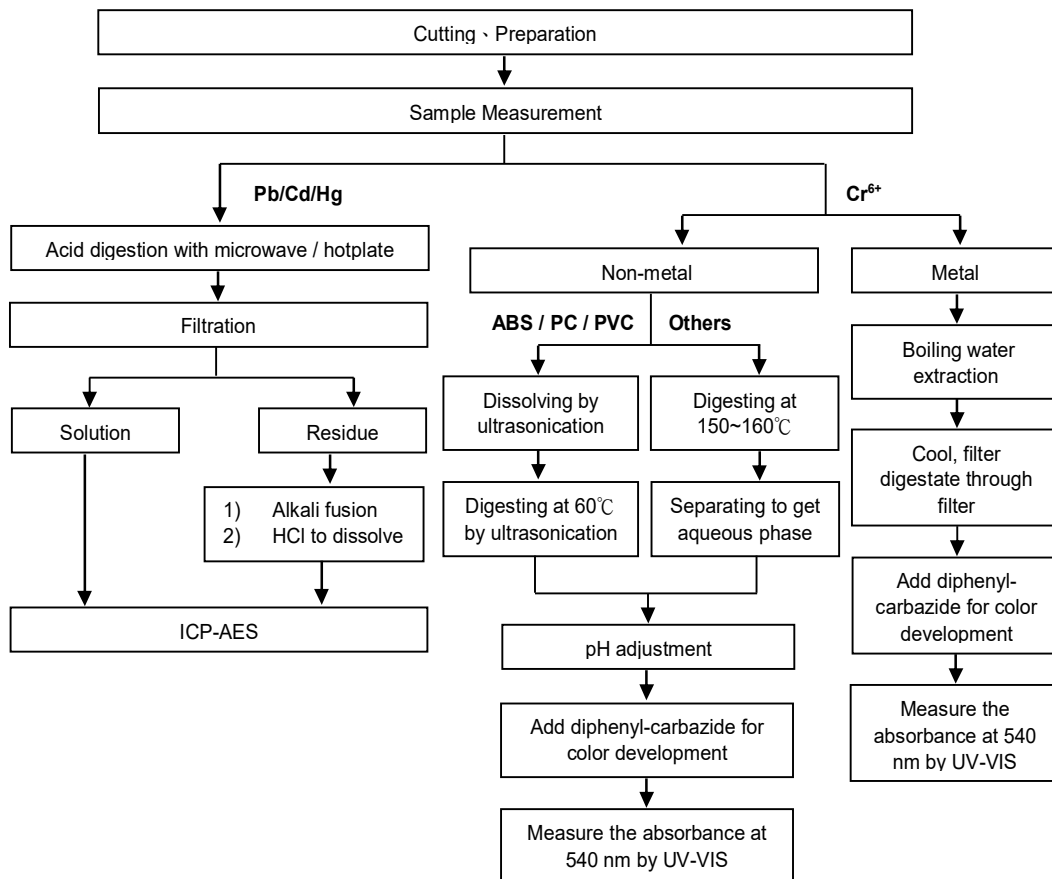 Cutting、Preparation
Sample Measurement
Pb/Cd/Hg
Cr⁶⁺
Acid digestion with microwave / hotplate
Filtration
Solution
Residue
1) Alkali fusion
2) HCl to dissolve
ICP-AES
Non-metal
ABS / PC / PVC
Others
Dissolving by
ultrasonication
Digesting at
150~160℃
Digesting at 60℃
by ultrasonication
Separating to get
aqueous phase
pH adjustment
Add diphenyl-carbazide for
color development
Measure the absorbance at
540 nm by UV-VIS
Metal
Boiling water
extraction
Cool, filter
digestate through
filter
Add diphenyl-
carbazide for color
development
Measure the
absorbance at 540
nm by UV-VIS